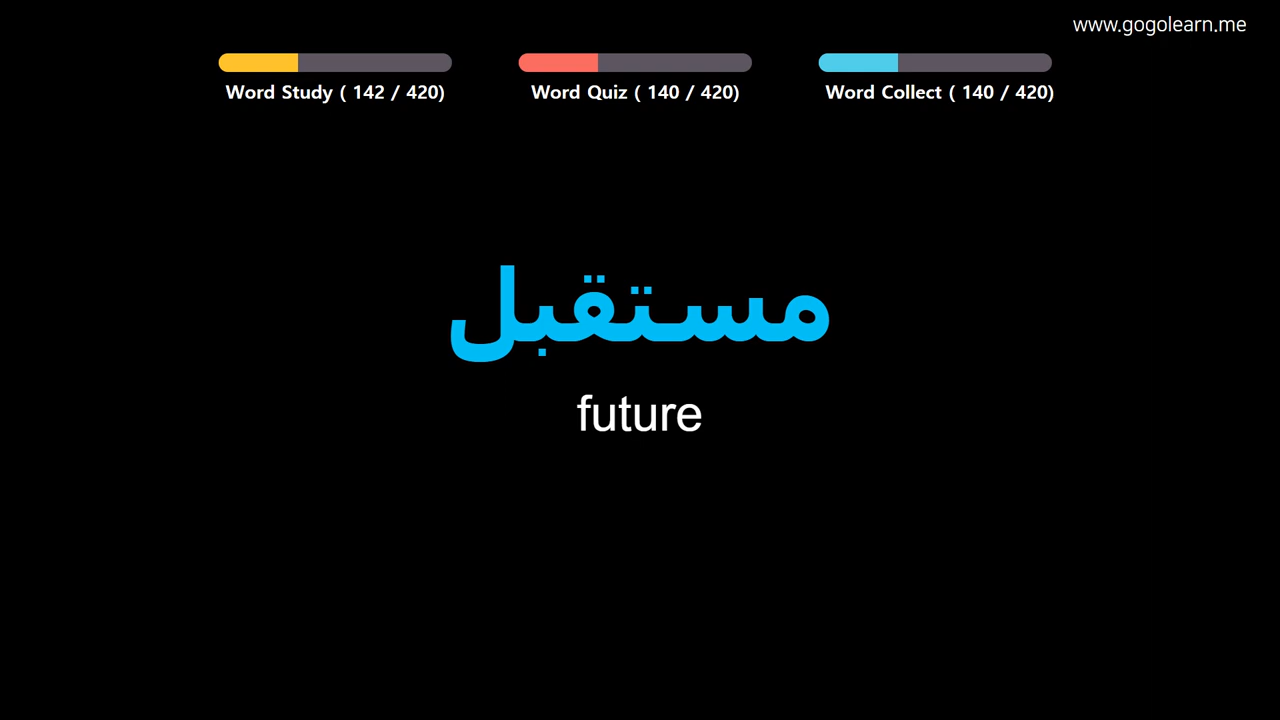 www.gogolearn.me
Word Study ( 142 / 420)
Word Quiz ( 140 / 420)
Word Collect ( 140 / 420)
مستقبل
future